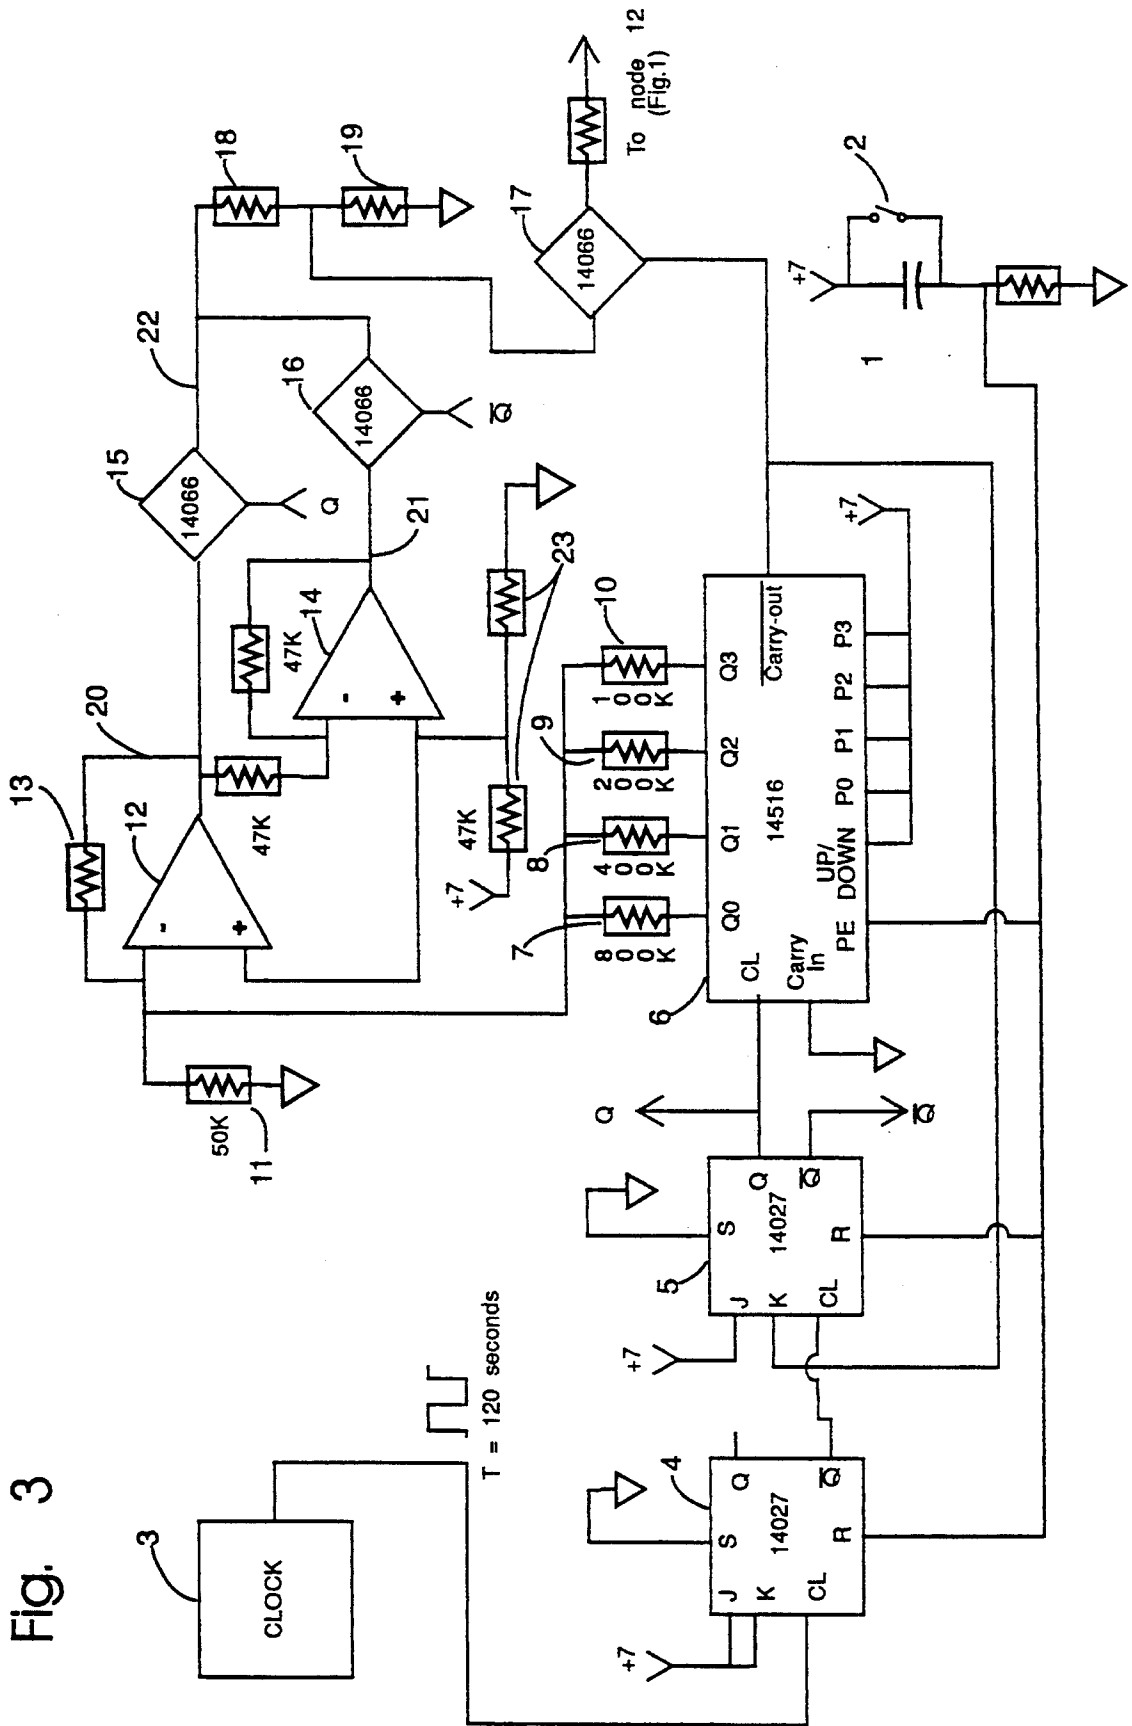 Fig. 3
3
CLOCK
T = 120 seconds
+7
J
K
CL
S
R
Q
Q̅
14027
4
+7
J
K
CL
S
R
Q
Q̅
14027
5
Q
Q̅
6
CL
Carry
In
PE
UP/
DOWN
P0
P1
P2
P3
+7
Q0
Q1
Q2
Q3
14516
Carry-out
7
800K
8
400K
9
200K
10
100K
11
50K
12
-
+
13
20
47K
14
-
+
47K
21
+7
47K
23
15
14066
Q
16
14066
Q̅
22
18
19
17
14066
To node 12
(Fig.1)
+7
1
2